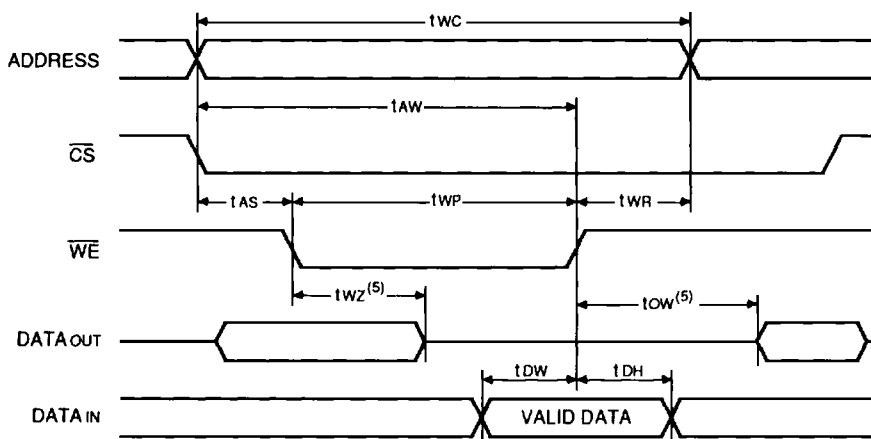 tWC
ADDRESS
tAW
CS
tAS
tWP
tWR
WE
tWZ(5)
tOW(5)
DATA OUT
tDW
tDH
DATA IN
VALID DATA